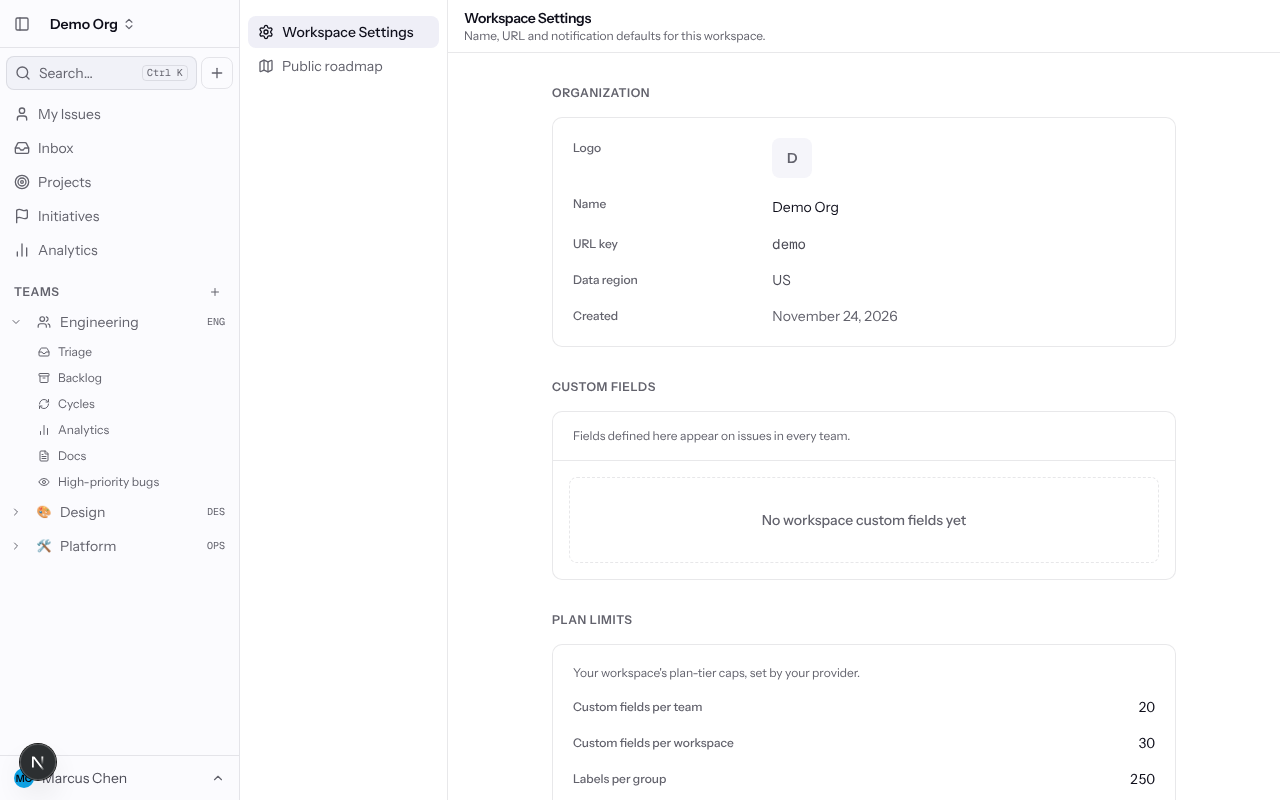 Demo Org
Search...
Ctrl K
My Issues
Inbox
Projects
Initiatives
Analytics
TEAMS
Engineering
ENG
Triage
Backlog
Cycles
Analytics
Docs
High-priority bugs
Design
DES
Platform
OPS
N
Marcus Chen
Workspace Settings
Public roadmap
Workspace Settings
Name, URL and notification defaults for this workspace.
ORGANIZATION
Logo
D
Name
Demo Org
URL key
demo
Data region
US
Created
November 24, 2026
CUSTOM FIELDS
Fields defined here appear on issues in every team.
No workspace custom fields yet
PLAN LIMITS
Your workspace's plan-tier caps, set by your provider.
Custom fields per team
20
Custom fields per workspace
30
Labels per group
250